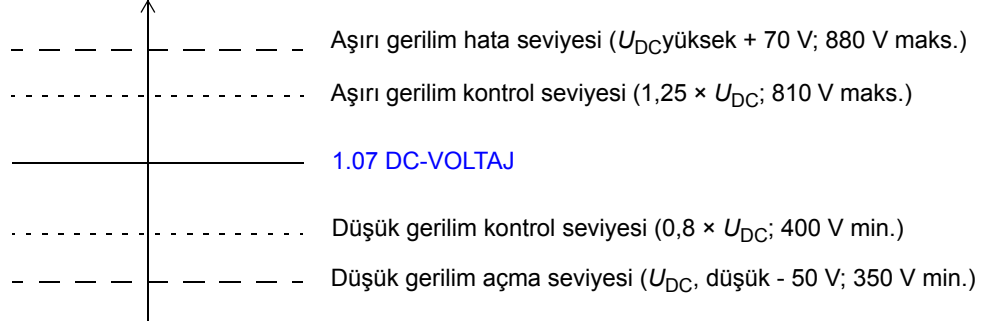 Aşırı gerilim hata seviyesi (UDCyüksek + 70 V; 880 V maks.)
Aşırı gerilim kontrol seviyesi (1,25 × UDC; 810 V maks.)
1.07 DC-VOLTAJ
Düşük gerilim kontrol seviyesi (0,8 × UDC; 400 V min.)
Düşük gerilim açma seviyesi (UDC, düşük - 50 V; 350 V min.)